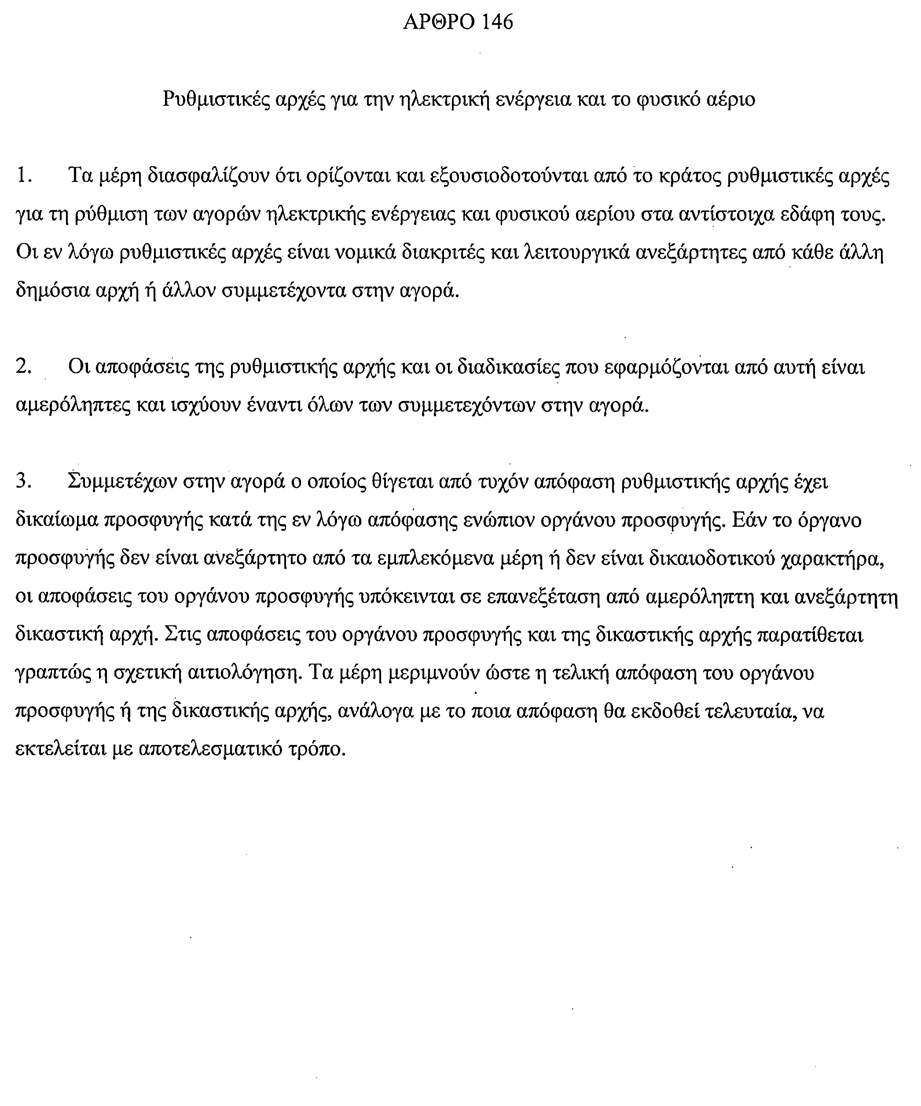 ΑΡΘΡΟ 146
Ρυθμιστικές αρχές για την ηλεκτρική ενέργεια και το φυσικό αέριο
1. Τα μέρη διασφαλίζουν ότι ορίζονται και εξουσιοδοτούνται από το κράτος ρυθμιστικές αρχές
για τη ρύθμιση των αγορών ηλεκτρικής ενέργειας και φυσικού αερίου στα αντίστοιχα εδάφη τους.
Οι εν λόγω ρυθμιστικές αρχές είναι νομικά διακριτές και λειτουργικά ανεξάρτητες από κάθε άλλη
δημόσια αρχή ή άλλον συμμετέχοντα στην αγορά.
2. Οι αποφάσεις της ρυθμιστικής αρχής και οι διαδικασίες που εφαρμόζονται από αυτή είναι
αμερόληπτες και ισχύουν έναντι όλων των συμμετεχόντων στην αγορά.
3. Συμμετέχων στην αγορά ο οποίος θίγεται από τυχόν απόφαση ρυθμιστικής αρχής έχει
δικαίωμα προσφυγής κατά της εν λόγω απόφασης ενώπιον οργάνου προσφυγής. Εάν το όργανο
προσφυγής δεν είναι ανεξάρτητο από τα εμπλεκόμενα μέρη ή δεν είναι δικαιοδοτικού χαρακτήρα,
οι αποφάσεις του οργάνου προσφυγής υπόκεινται σε επανεξέταση από αμερόληπτη και ανεξάρτητη
δικαστική αρχή. Στις αποφάσεις του οργάνου προσφυγής και της δικαστικής αρχής παρατίθεται
γραπτώς η σχετική αιτιολόγηση. Τα μέρη μεριμνούν ώστε η τελική απόφαση του οργάνου
προσφυγής ή της δικαστικής αρχής, ανάλογα με το ποια απόφαση θα εκδοθεί τελευταία, να
εκτελείται με αποτελεσματικό τρόπο.